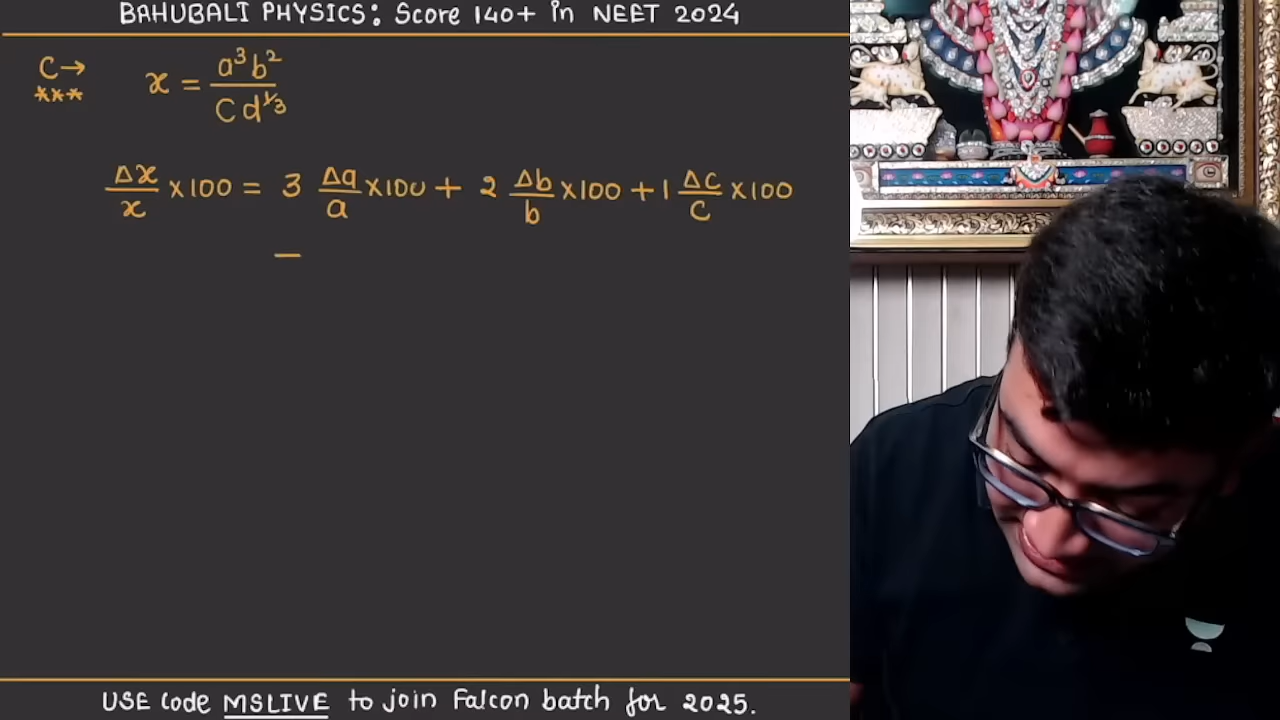 BAHUBALI PHYSICS: Score 140+ in NEET 2024
C→ x = a³b² / C d^1/3
***
Δx/x ×100 = 3 Δa/a ×100 + 2 Δb/b ×100 + 1 Δc/c ×100
—
USE Code MSLIVE to join Falcon batch for 2025.